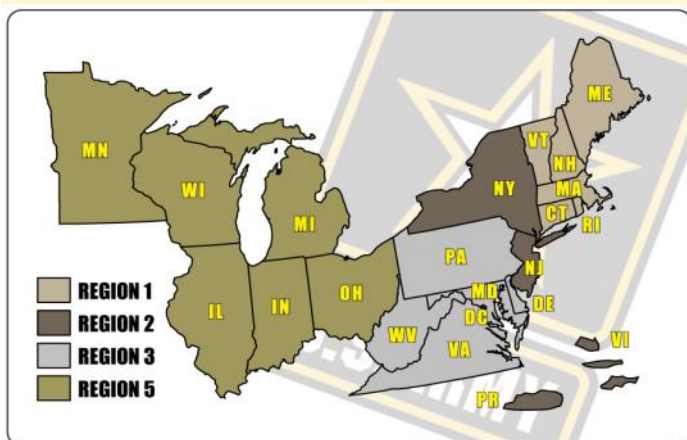 ME
VT
NH
MN
WI
NY
MA
CT
RI
MI
PA
NJ
REGION 1
OH
MD
DE
IL
IN
DC
REGION 2
WV
VA
VI
REGION 3
REGION 5
PR
U.S. ARMY